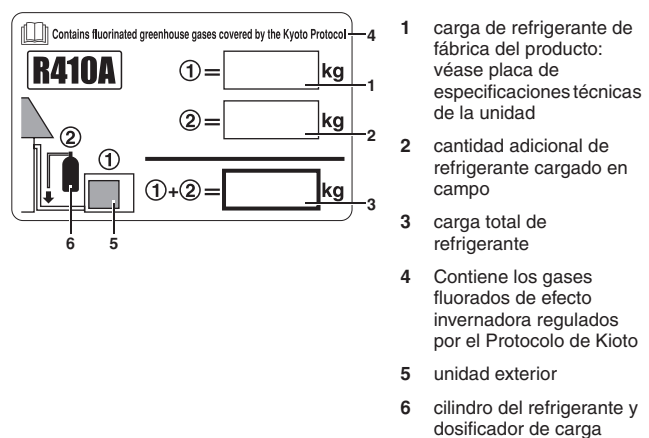 Contains fluorinated greenhouse gases covered by the Kyoto Protocol 4
R410A
①= kg
1
②= kg
2
②
①
①+②= kg
3
6 5
1 carga de refrigerante de
fábrica del producto:
véase placa de
especificaciones técnicas
de la unidad
2 cantidad adicional de
refrigerante cargado en
campo
3 carga total de
refrigerante
4 Contiene los gases
fluorados de efecto
invernadora regulados
por el Protocolo de Kioto
5 unidad exterior
6 cilindro del refrigerante y
dosificador de carga